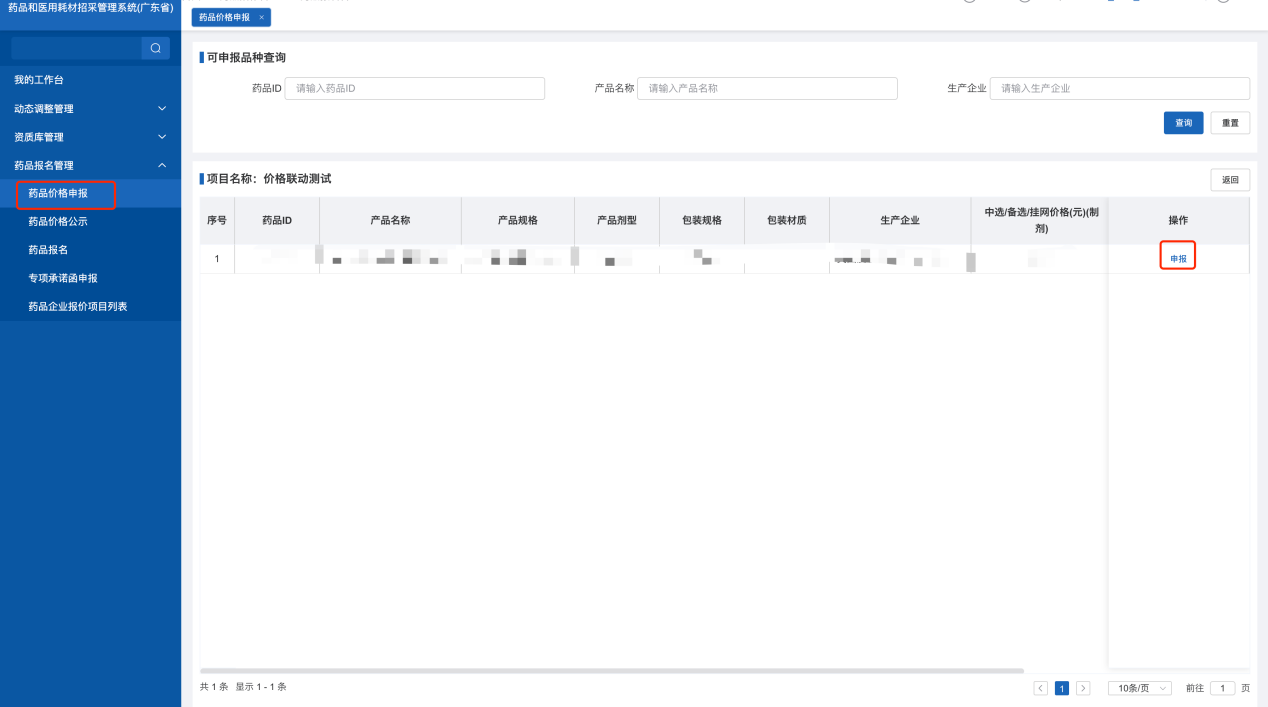 药品和医用耗材招采管理系统(广东省)
药品价格申报 ×
我的工作台
动态调整管理
资质库管理
药品报名管理
药品价格申报
药品价格公示
药品报名
专项承诺函申报
药品企业报价项目列表
可申报品种查询
药品ID 请输入药品ID 产品名称 请输入产品名称 生产企业 请输入生产企业
查询 重置
项目名称：价格联动测试 返回
序号 药品ID 产品名称 产品规格 产品剂型 包装规格 包装材质 生产企业 中选/备选/挂网价格(元)(制
剂) 操作
1 申报
共 1 条 显示 1 - 1 条 1 10条/页 前往 1 页